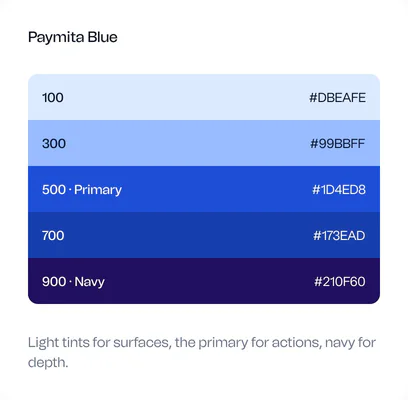 Paymita Blue
100 #DBEAFE
300 #99BBFF
500 · Primary #1D4ED8
700 #173EAD
900 · Navy #210F60
Light tints for surfaces, the primary for actions, navy for
depth.